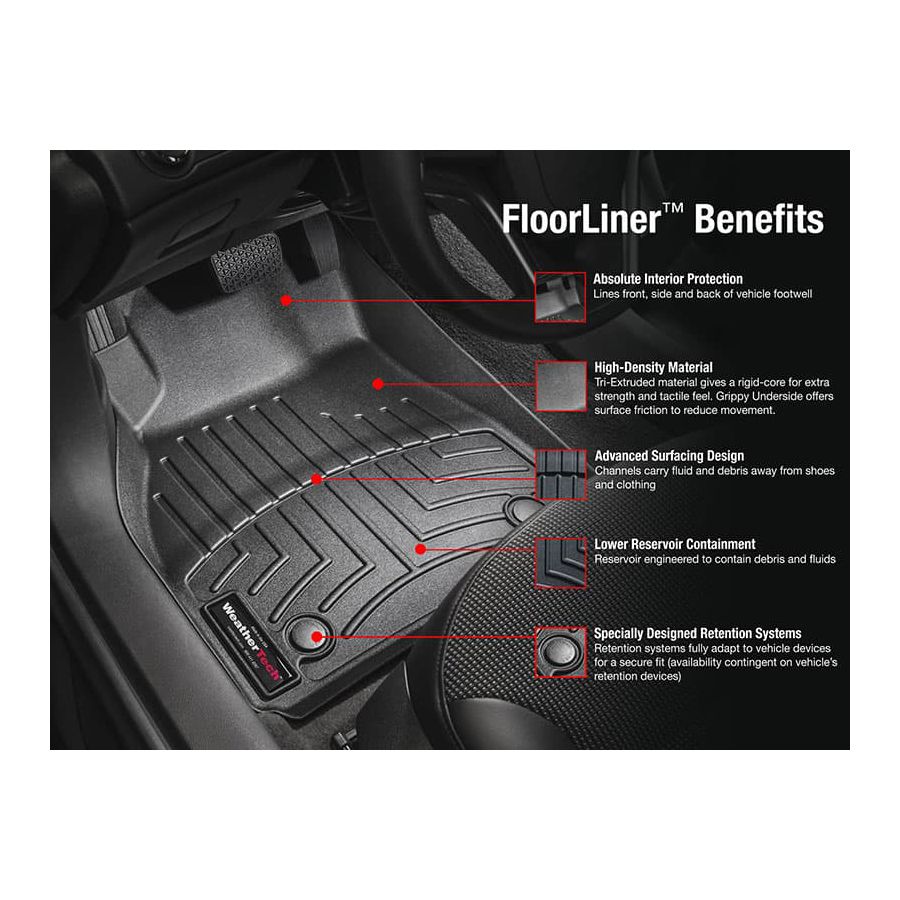 FloorLiner™ Benefits
Absolute Interior Protection
Lines front, side and back of vehicle footwell
High-Density Material
Tri-Extruded material gives a rigid-core for extra
strength and tactile feel. Grippy Underside offers
surface friction to reduce movement.
Advanced Surfacing Design
Channels carry fluid and debris away from shoes
and clothing
Lower Reservoir Containment
Reservoir engineered to contain debris and fluids
Specially Designed Retention Systems
Retention systems fully adapt to vehicle devices
for a secure fit (availability contingent on vehicle's
retention devices)
WeatherTech